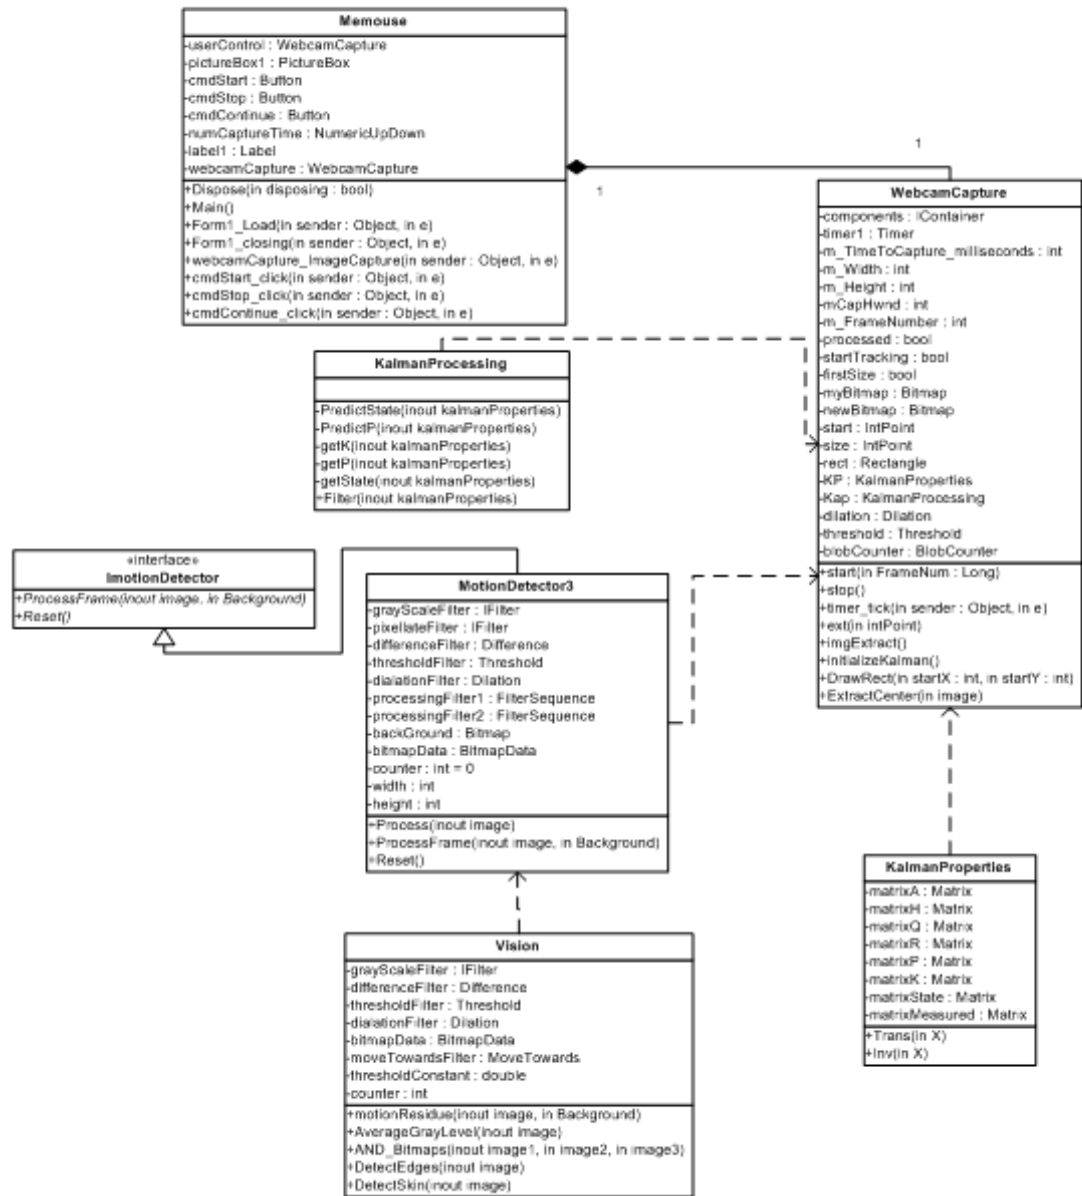 Memouse
-userControl : WebcamCapture
-pictureBox1 : PictureBox
-cmdStart : Button
-cmdStop : Button
-cmdContinue : Button
-numCaptureTime : NumericUpDown
-label1 : Label
-webcamCapture : WebcamCapture
+Dispose(in disposing : bool)
+Main()
+Form1_Load(in sender : Object, in e)
+Form1_closing(in sender : Object, in e)
+webcamCapture_ImageCapture(in sender : Object, in e)
+cmdStart_click(in sender : Object, in e)
+cmdStop_click(in sender : Object, in e)
+cmdContinue_click(in sender : Object, in e)
1
1
WebcamCapture
-components : IContainer
-timer1 : Timer
-m_TimeToCapture_milliseconds : int
-m_Width : int
-m_Height : int
-mCapHwnd : int
-m_FrameNumber : int
-processed : bool
-startTracking : bool
-firstSize : bool
-myBitmap : Bitmap
-newBitmap : Bitmap
-start : IntPoint
-size : IntPoint
-rect : Rectangle
-KP : KalmanProperties
-Kap : KalmanProcessing
-dilation : Dilation
-threshold : Threshold
-blobCounter : BlobCounter
+start(in FrameNum : Long)
+stop()
+timer_tick(in sender : Object, in e)
+ext(in intPoint)
+imgExtract()
+initializeKalman()
+DrawRect(in startX : int, in startY : int)
+ExtractCenter(in image)
KalmanProcessing
-PredictState(inout kalmanProperties)
-PredictP(inout kalmanProperties)
-getK(inout kalmanProperties)
-getP(inout kalmanProperties)
-getState(inout kalmanProperties)
+Filter(inout kalmanProperties)
«interface»
ImotionDetector
+ProcessFrame(inout image, in Background)
+Reset()
MotionDetector3
-grayScaleFilter : IFilter
-pixellateFilter : IFilter
-differenceFilter : Difference
-thresholdFilter : Threshold
-dialationFilter : Dilation
-processingFilter1 : FilterSequence
-processingFilter2 : FilterSequence
-backGround : Bitmap
-bitmapData : BitmapData
-counter : int = 0
-width : int
-height : int
+Process(inout image)
+ProcessFrame(inout image, in Background)
+Reset()
KalmanProperties
-matrixA : Matrix
-matrixH : Matrix
-matrixQ : Matrix
-matrixR : Matrix
-matrixP : Matrix
-matrixK : Matrix
-matrixState : Matrix
-matrixMeasured : Matrix
+Trans(in X)
+Inv(in X)
Vision
-grayScaleFilter : IFilter
-differenceFilter : Difference
-thresholdFilter : Threshold
-dialationFilter : Dilation
-bitmapData : BitmapData
-moveTowardsFilter : MoveTowards
-thresholdConstant : double
-counter : int
+motionResidue(inout image, in Background)
+AverageGrayLevel(inout image)
+AND_Bitmaps(inout image1, in image2, in image3)
+DetectEdges(inout image)
+DetectSkin(inout image)